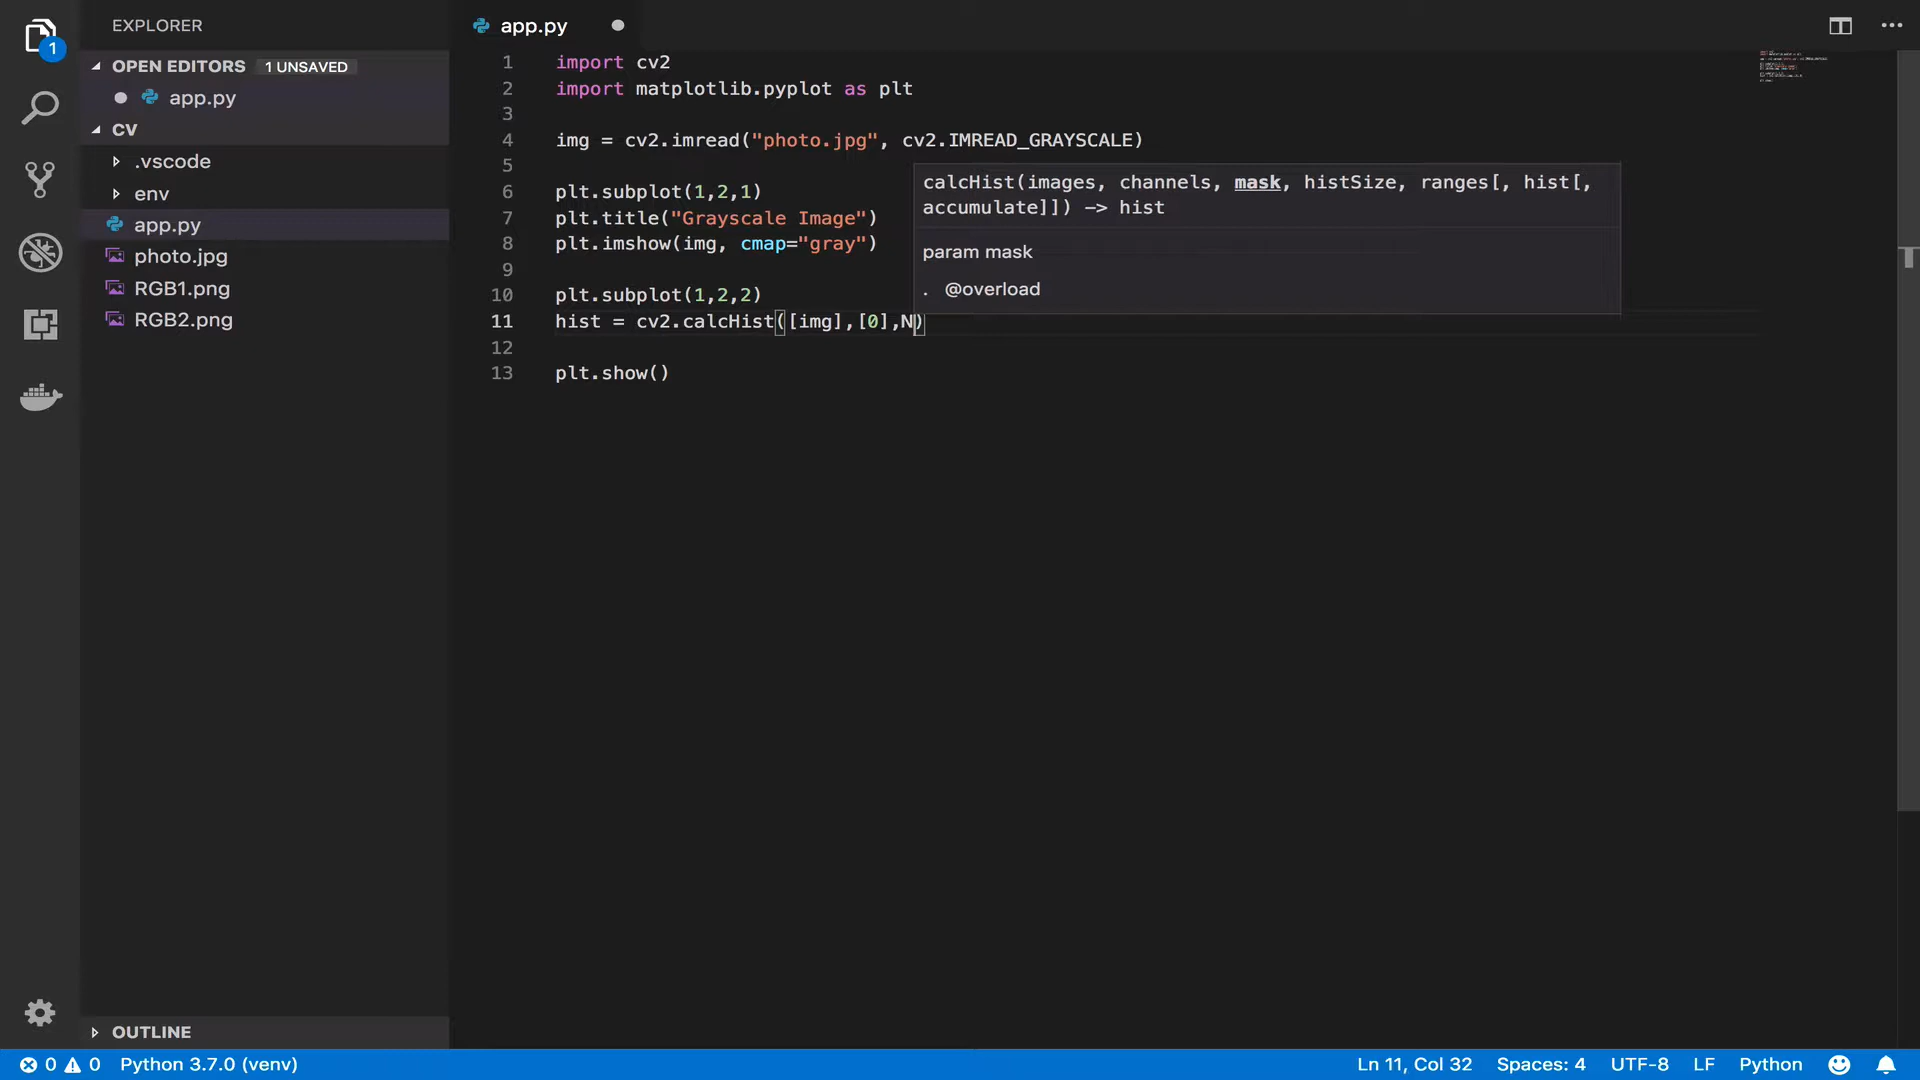 EXPLORER
OPEN EDITORS 1 UNSAVED
app.py
CV
.vscode
env
app.py
photo.jpg
RGB1.png
RGB2.png
OUTLINE
1
app.py
1 import cv2
2 import matplotlib.pyplot as plt
3
4 img = cv2.imread("photo.jpg", cv2.IMREAD_GRAYSCALE)
5
6 plt.subplot(1,2,1)
7 plt.title("Grayscale Image")
8 plt.imshow(img, cmap="gray")
9
10 plt.subplot(1,2,2)
11 hist = cv2.calcHist([img],[0],N)
12
13 plt.show()
calcHist(images, channels, mask, histSize, ranges[, hist[,
accumulate]]) -> hist
param mask
. @overload
0 0 Python 3.7.0 (venv) Ln 11, Col 32 Spaces: 4 UTF-8 LF Python